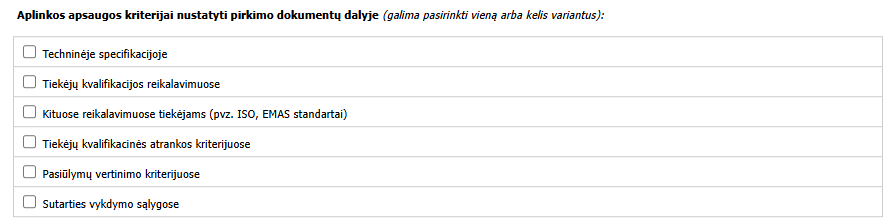 Aplinkos apsaugos kriterijai nustatyti pirkimo dokumentų dalyje (galima pasirinkti vieną arba kelis variantus):
Techninėje specifikacijoje
Tiekėjų kvalifikacijos reikalavimuose
Kituose reikalavimuose tiekėjams (pvz. ISO, EMAS standartai)
Tiekėjų kvalifikacinės atrankos kriterijuose
Pasiūlymų vertinimo kriterijuose
Sutarties vykdymo sąlygose